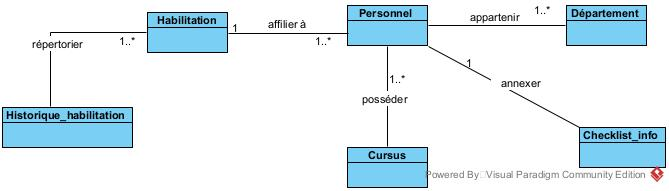 Habilitation
Personnel
Département
répertorier
1..*
1
affilier à
1..*
appartenir
1..*
1
annexer
1..*
posséder
Historique_habilitation
Cursus
Checklist_info
Powered By Visual Paradigm Community Edition